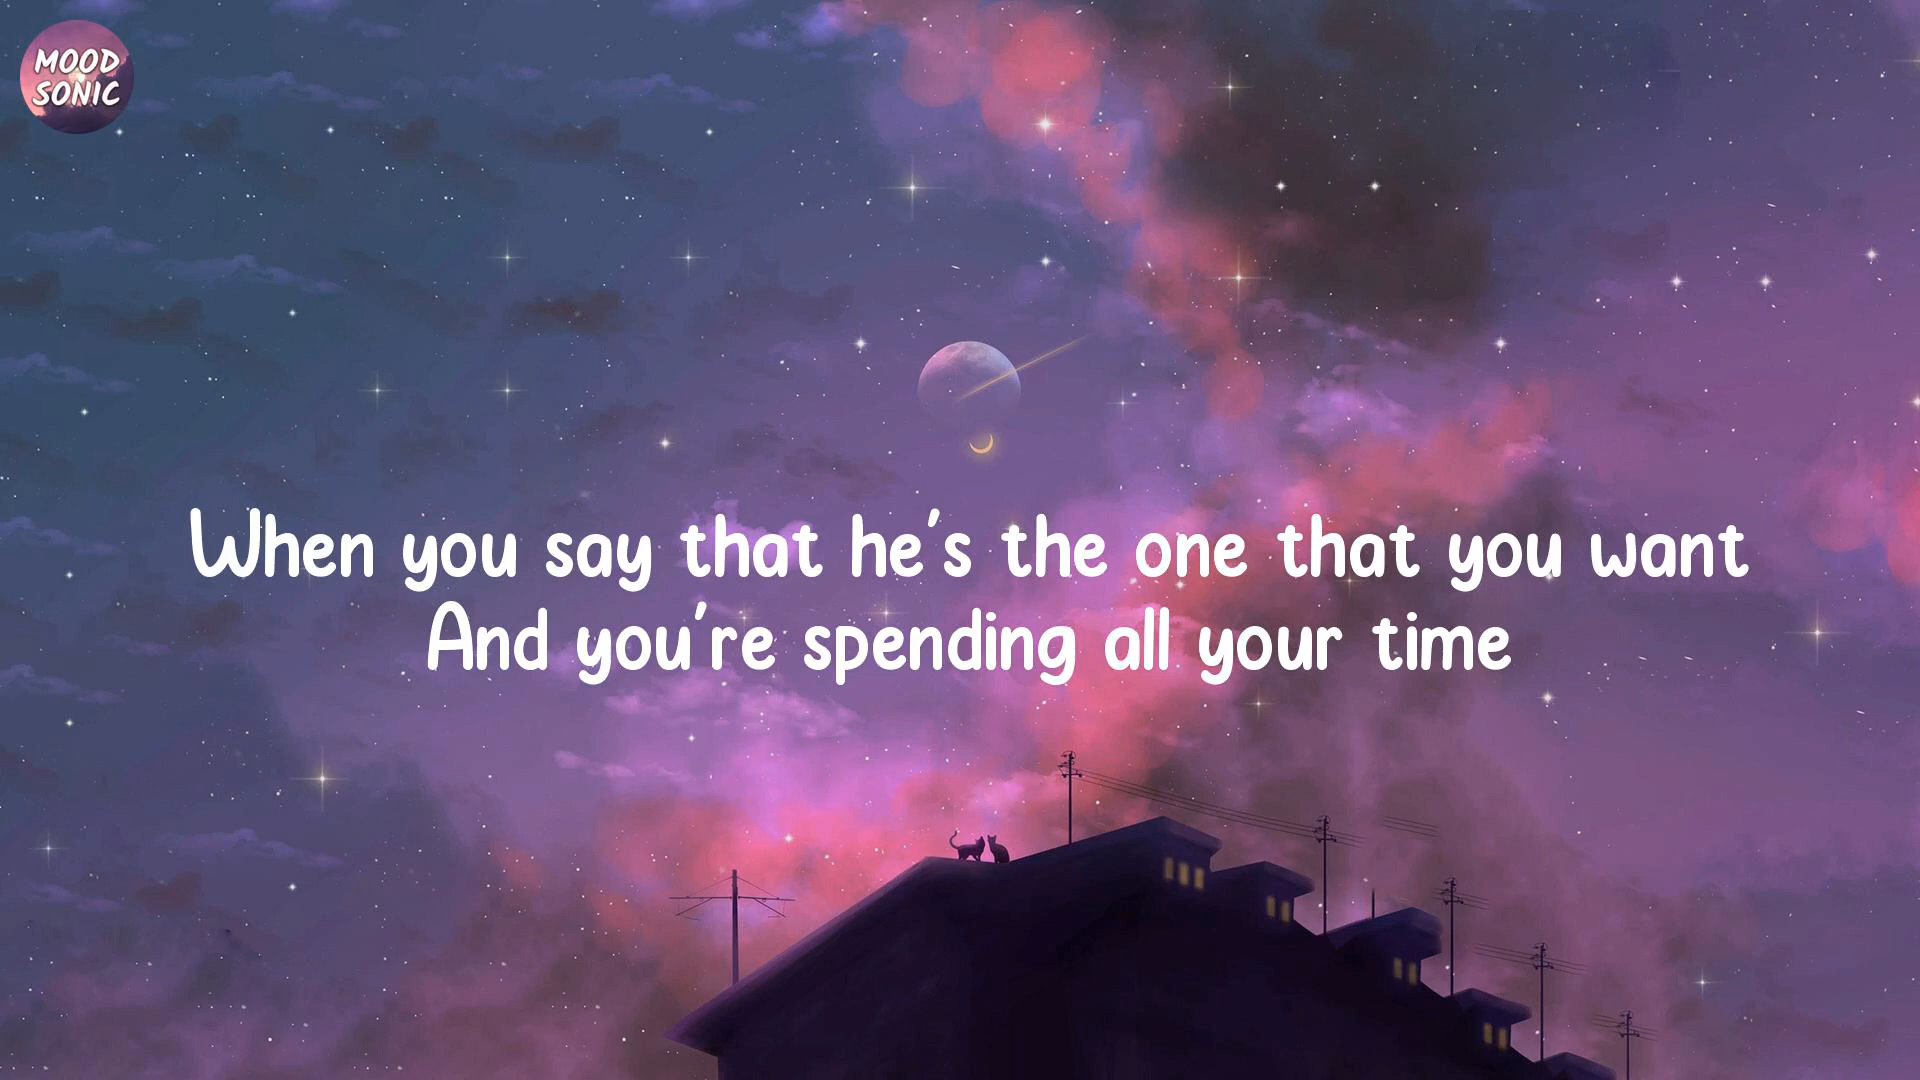 MOOD
SONIC
When you say that he's the one that you want
And you're spending all your time